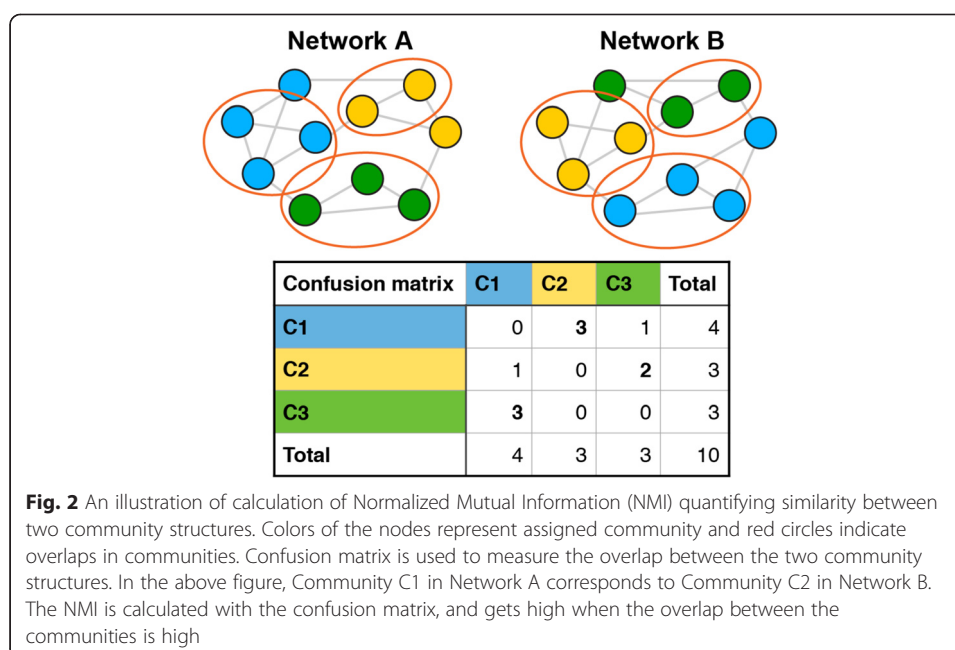 Network A Network B
Confusion matrix C1 C2 C3 Total
C1 0 3 1 4
C2 1 0 2 3
C3 3 0 0 3
Total 4 3 3 10
Fig. 2 An illustration of calculation of Normalized Mutual Information (NMI) quantifying similarity between
two community structures. Colors of the nodes represent assigned community and red circles indicate
overlaps in communities. Confusion matrix is used to measure the overlap between the two community
structures. In the above figure, Community C1 in Network A corresponds to Community C2 in Network B.
The NMI is calculated with the confusion matrix, and gets high when the overlap between the
communities is high